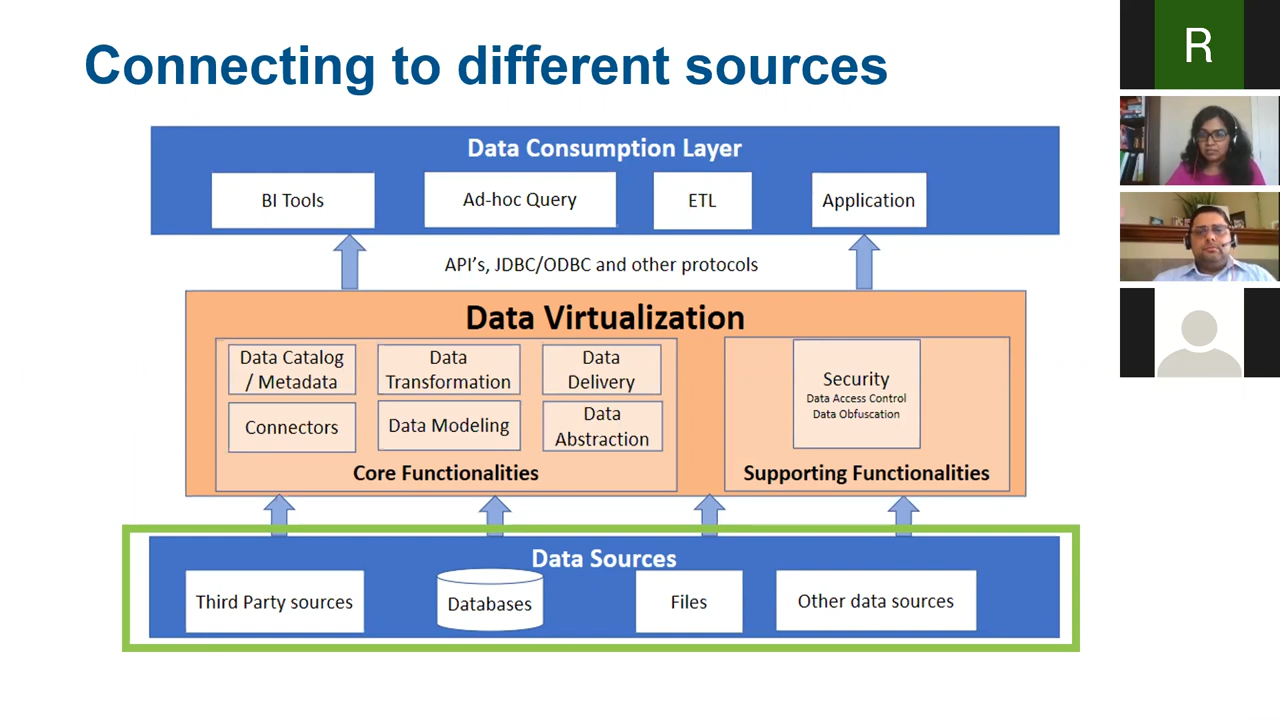 Connecting to different sources
R
Data Consumption Layer
BI Tools
Ad-hoc Query
ETL
Application
API's, JDBC/ODBC and other protocols
Data Virtualization
Data Catalog
/ Metadata
Data
Transformation
Data
Delivery
Connectors
Data Modeling
Data
Abstraction
Core Functionalities
Security
Data Access Control
Data Obfuscation
Supporting Functionalities
Data Sources
Third Party sources
Databases
Files
Other data sources